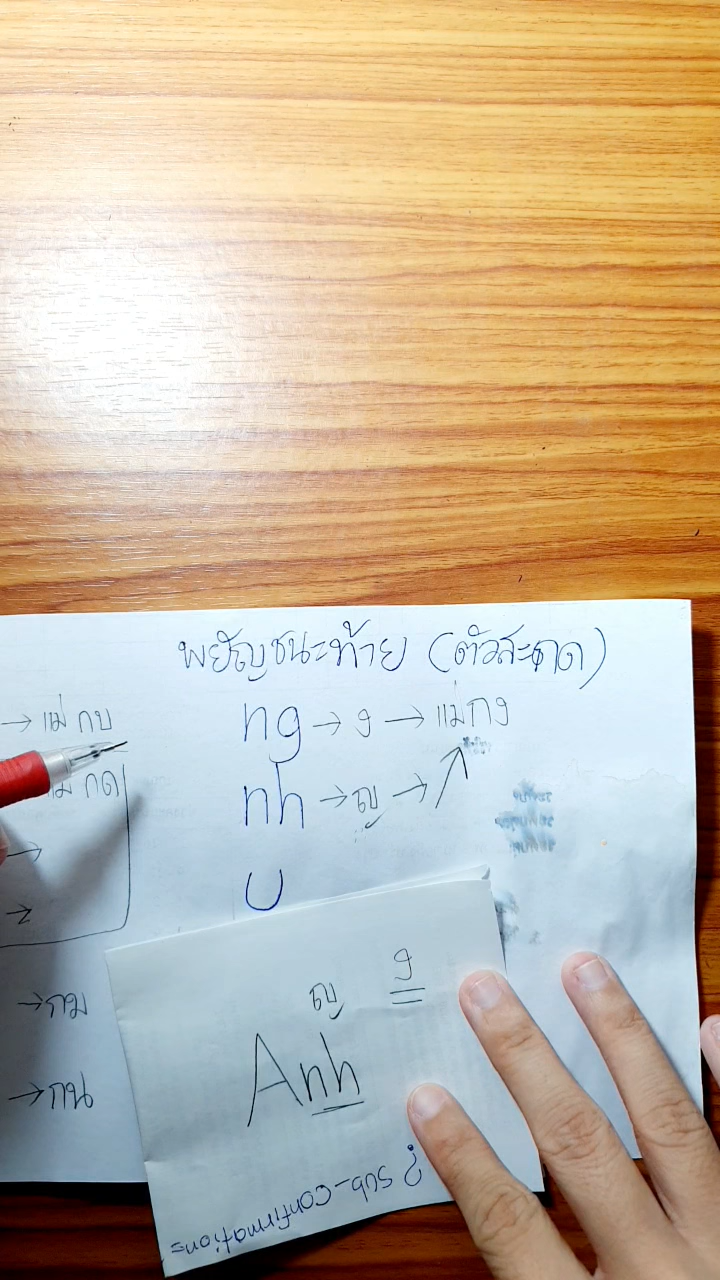 พยัญชนะท้าย (ตัวสะกด)
→ แม่ กบ
ng → ง → แม่กง
แม่ กด
nh → ญ →
→
U
→
→กม
→กน
ญ ง
Anh
? sub-confirmations